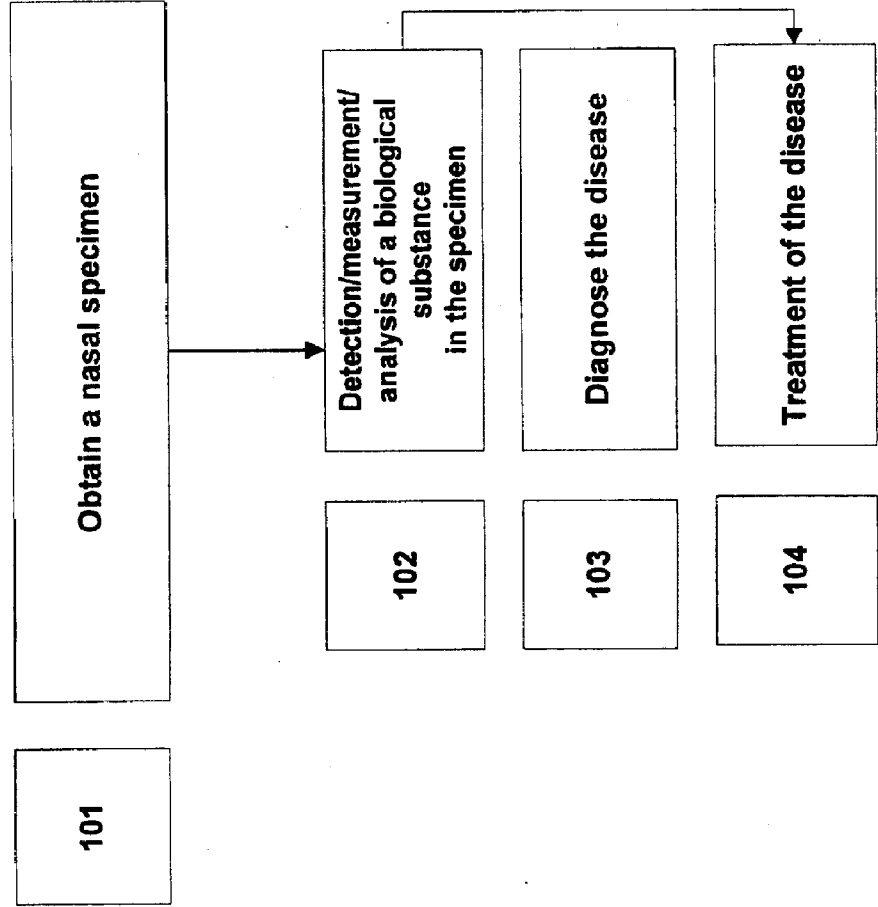 101
Obtain a nasal specimen
102
Detection/measurement/
analysis of a biological
substance
in the specimen
103
Diagnose the disease
104
Treatment of the disease